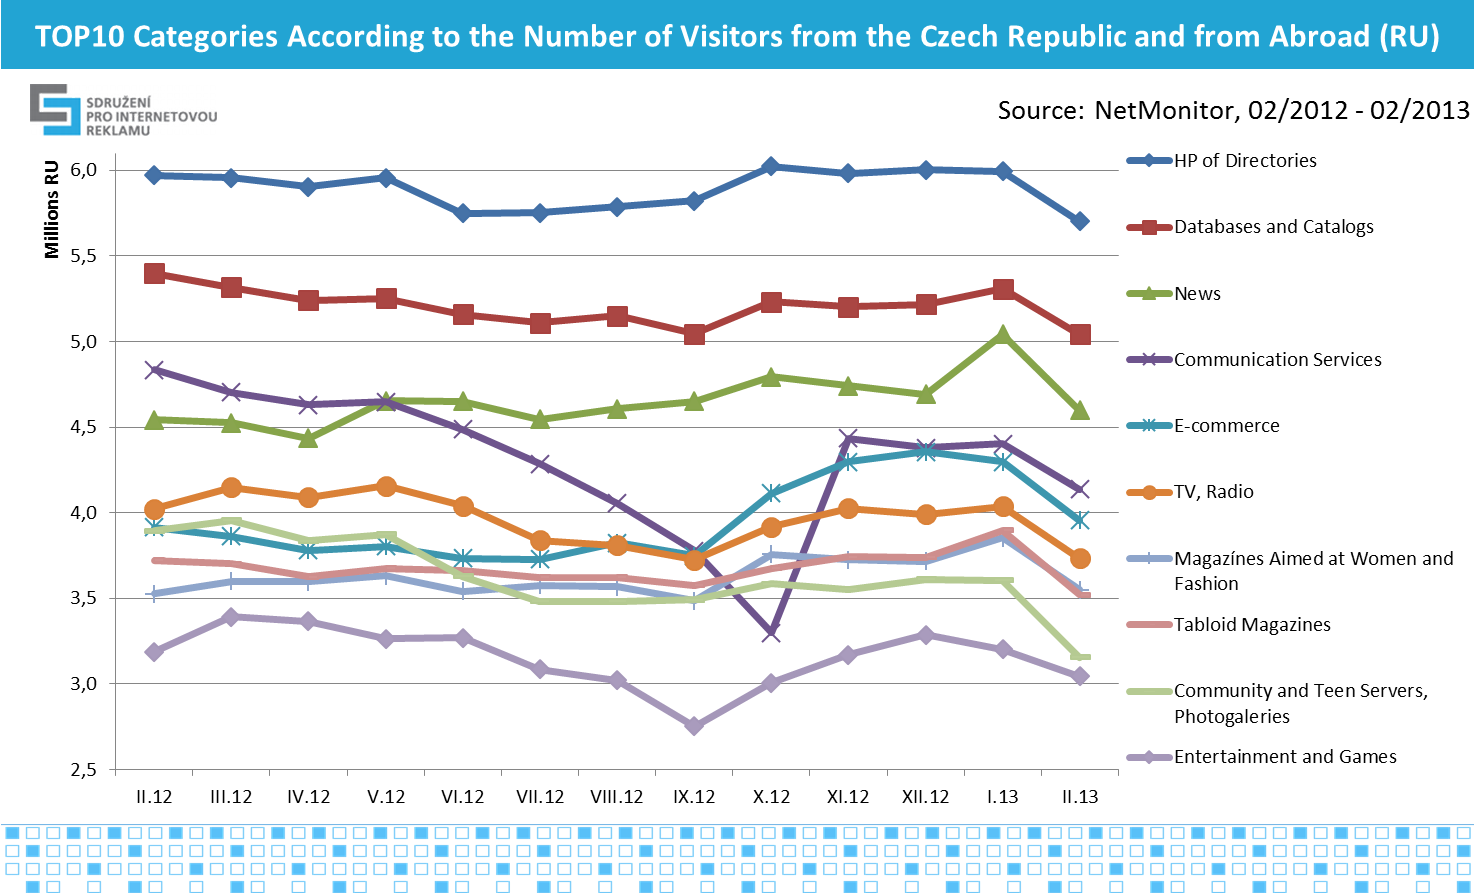 TOP10 Categories According to the Number of Visitors from the Czech Republic and from Abroad (RU)
SDRUŽENÍ
PRO INTERNETOVOU
REKLAMU
Source: NetMonitor, 02/2012 - 02/2013
Millions RU
6,0
5,5
5,0
4,5
4,0
3,5
3,0
2,5
II.12
III.12
IV.12
V.12
VI.12
VII.12
VIII.12
IX.12
X.12
XI.12
XII.12
I.13
II.13
HP of Directories
Databases and Catalogs
News
Communication Services
E-commerce
TV, Radio
Magazínes Aimed at Women and
Fashion
Tabloid Magazines
Community and Teen Servers,
Photogaleries
Entertainment and Games